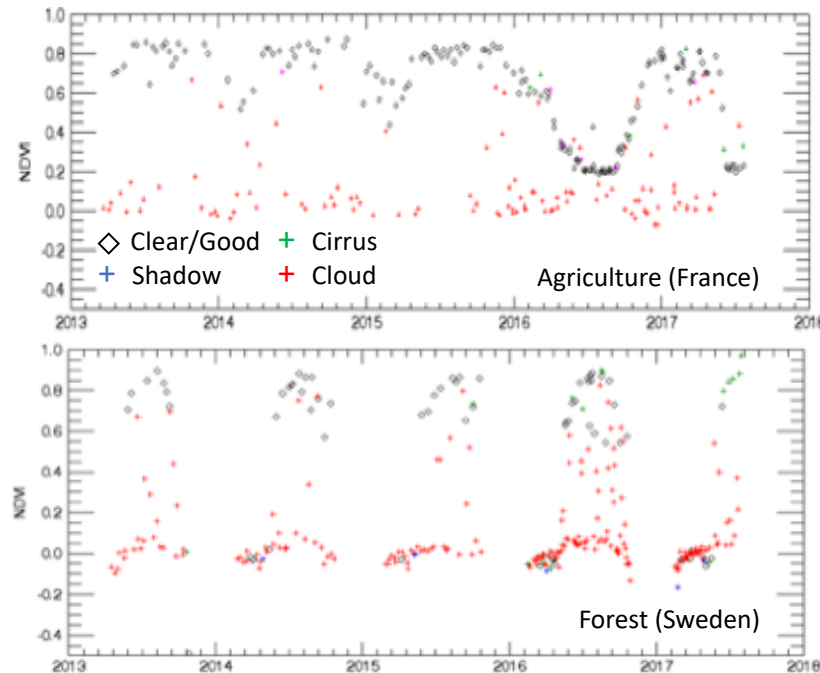 1.0
0.8
0.6
0.4
0.2
0.0
-0.2
-0.4
NDVI
◇ Clear/Good + Cirrus
+ Shadow + Cloud
Agriculture (France)
2013 2014 2015 2016 2017 2018
1.0
0.8
0.6
0.4
0.2
0.0
-0.2
-0.4
NDVI
Forest (Sweden)
2013 2014 2015 2016 2017 2018